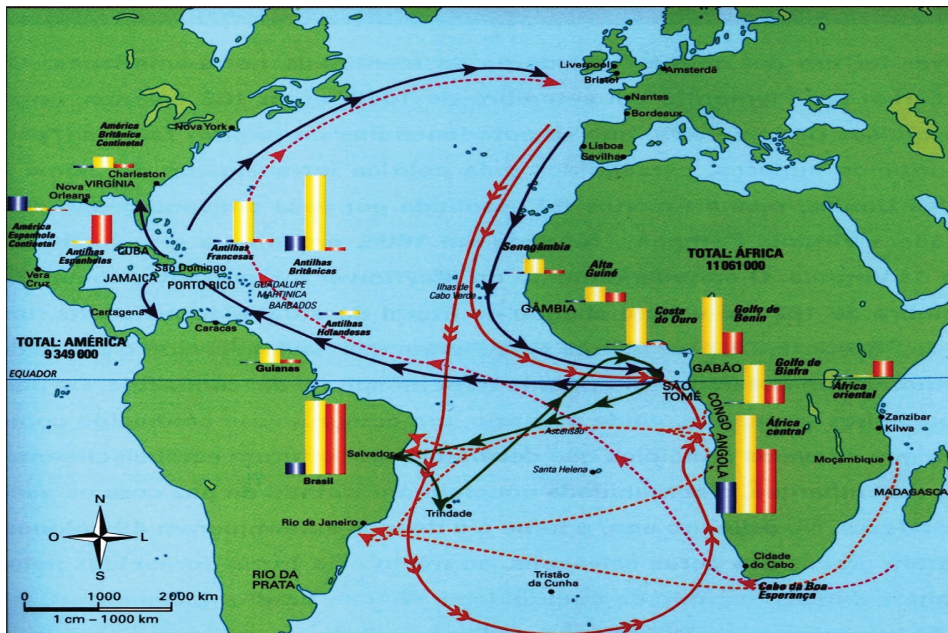 Liverpool
Bristol
Amsterdã
Nantes
Bordeaux
Lisboa
Sevilha
Nova York
América
Britânica
Continetal
Charleston
VIRGÍNIA
Nova
Orleans
América
Espanhola
Continetal
Antilhas
Espanholas
CUBA
Vera
Cruz
JAMAICA
São Domingo
PORTO RICO
Antilhas
Francesas
Antilhas
Britânicas
GUADALUPE
MARTINICA
BARBADOS
Antilhas
Holandesas
Cartagena
Caracas
TOTAL: AMÉRICA
9 349 000
Guianas
EQUADOR
Ilhas de
Cabo Verde
Senegâmbia
GÂMBIA
Alta
Guiné
Costa
do Ouro
TOTAL: ÁFRICA
11 061 000
Golfo de
Benin
GABÃO
Golfo de
Biafra
África
oriental
SÃO
TOMÉ
CONGO ANGOLA
África
central
Zanzibar
Kilwa
Moçambique
MADAGASCA
Ascensão
Santa Helena
Salvador
Brasil
Trindade
Rio de Janeiro
RIO DA
PRATA
Tristão
da Cunha
Cidade
do Cabo
Cabo da Boa
Esperança
N
O
L
S
0
1000
2 000 km
1 cm – 1000 km